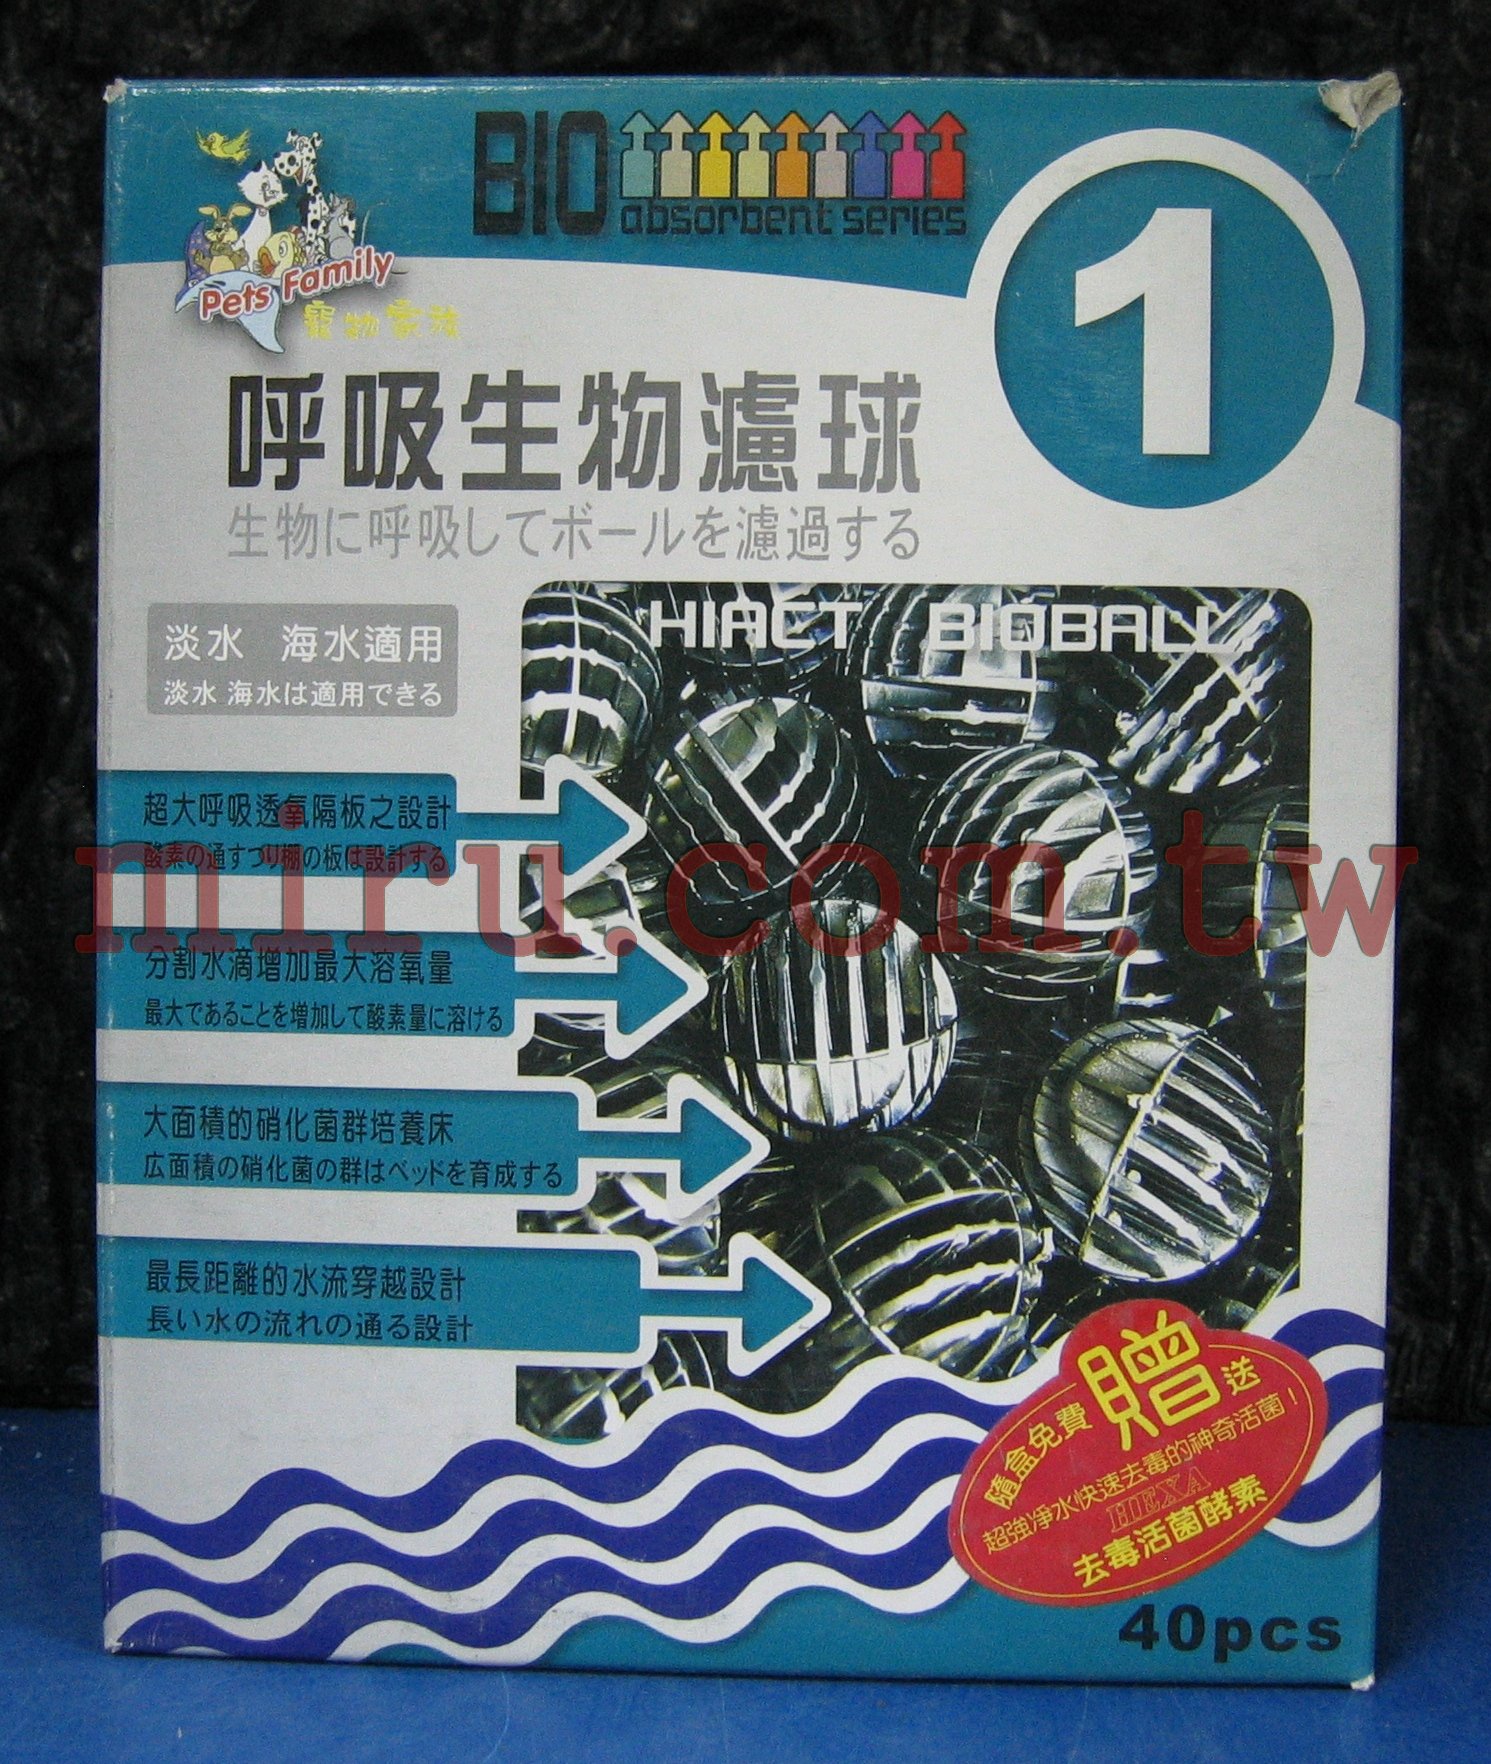 BIO
absorbent series
1
Pets Family
寵物家族
呼吸生物濾球
生物に呼吸してボールを濾過する
淡水 海水適用
淡水 海水は適用できる
HIACT BIOBALL
超大呼吸透氧隔板之設計
酸素の通すつり棚の板は設計する
miru.com.tw
分割水滴增加最大溶氧量
最大であることを増加して酸素量に溶ける
大面積的硝化菌群培養床
広面積の硝化菌の群はベッドを育成する
最長距離的水流穿越設計
長い水の流れの通る設計
隨盒免費贈送
超強淨水快速去毒的神奇活菌！
HEXA
去毒活菌酵素
40pcs